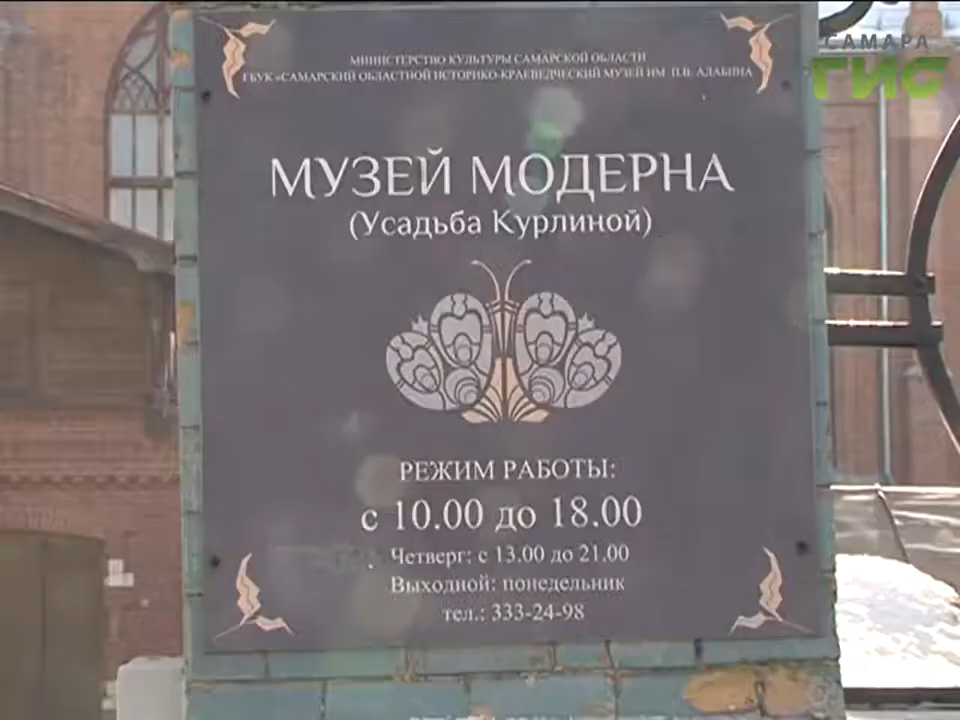 САМАРА
ГИС
МИНИСТЕРСТВО КУЛЬТУРЫ САМАРСКОЙ ОБЛАСТИ
ГБУК «САМАРСКИЙ ОБЛАСТНОЙ ИСТОРИКО-КРАЕВЕДЧЕСКИЙ МУЗЕЙ ИМ. П.В. АЛАБИНА
МУЗЕЙ МОДЕРНА
(Усадьба Курлиной)
РЕЖИМ РАБОТЫ:
с 10.00 до 18.00
Четверг: с 13.00 до 21.00
Выходной: понедельник
тел.: 333-24-98